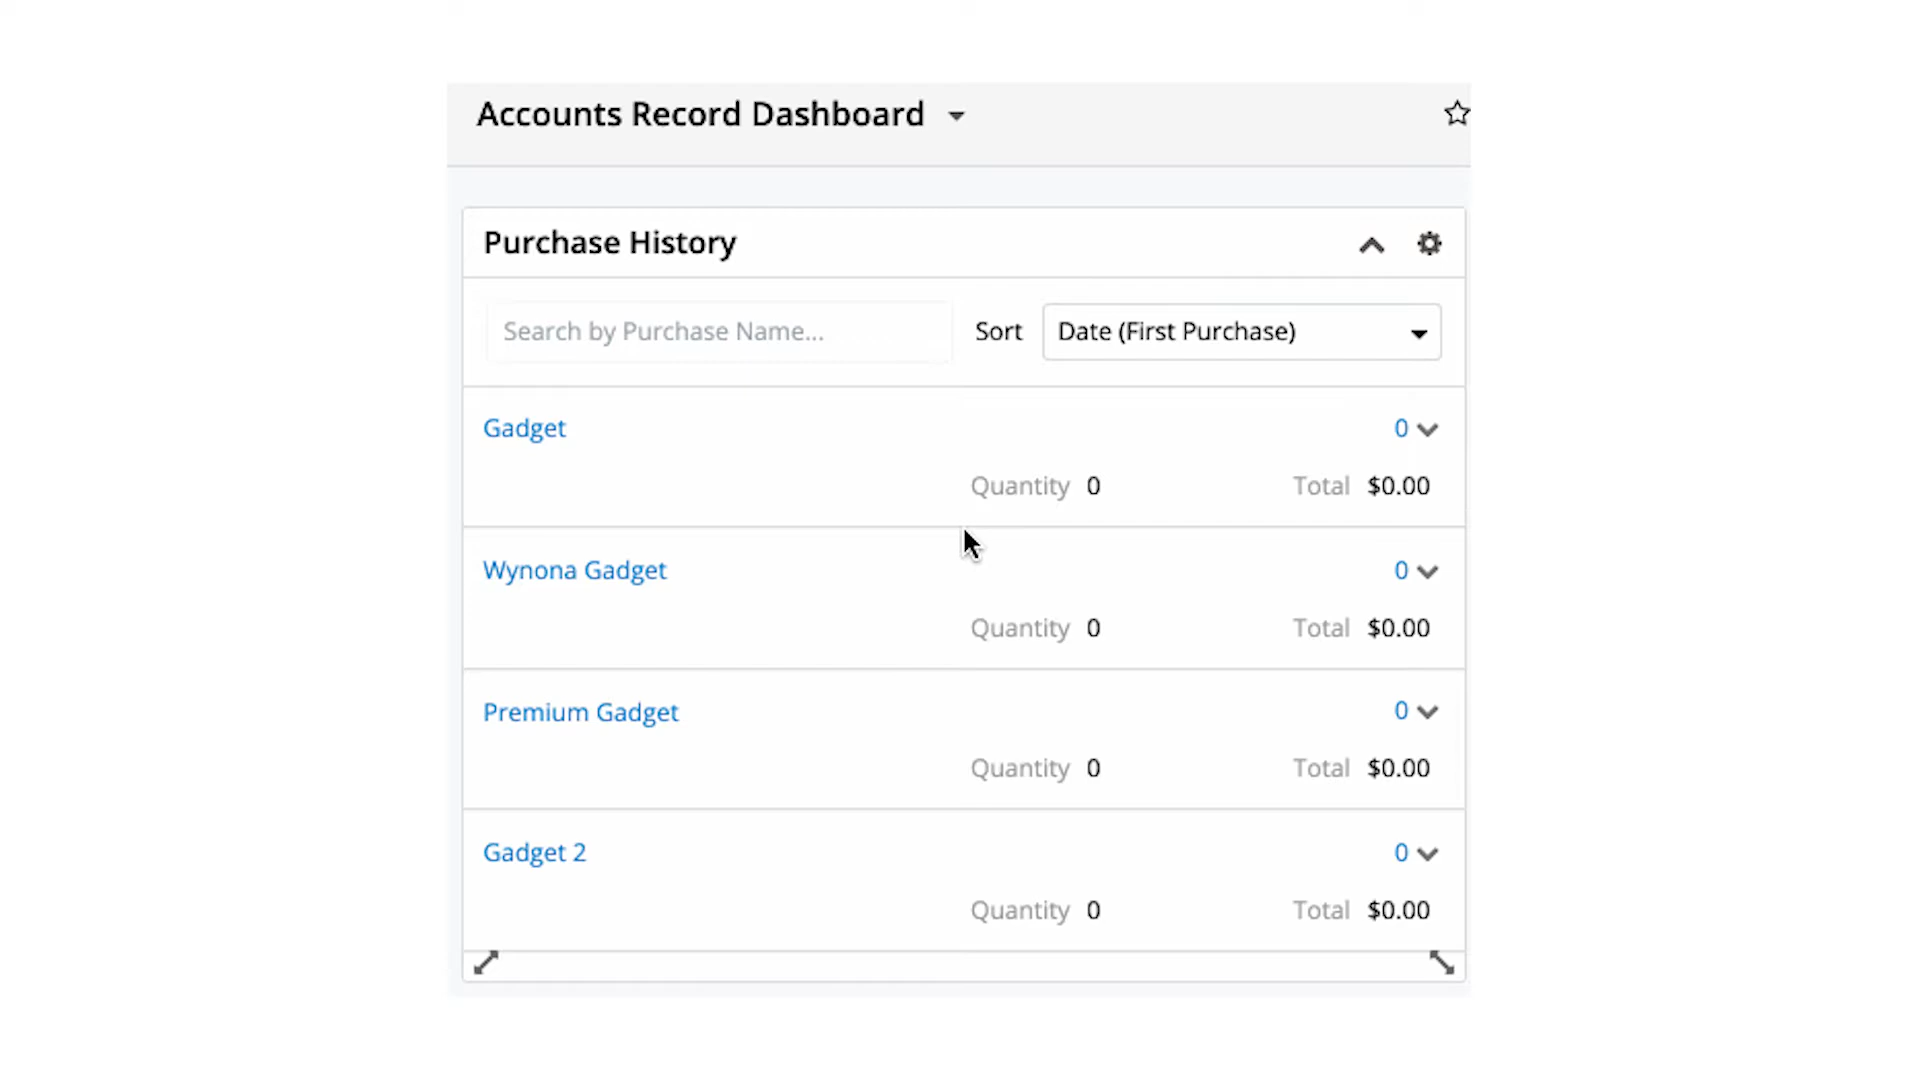 Accounts Record Dashboard
Purchase History
Search by Purchase Name... Sort Date (First Purchase)
Gadget 0
Quantity 0 Total $0.00
Wynona Gadget 0
Quantity 0 Total $0.00
Premium Gadget 0
Quantity 0 Total $0.00
Gadget 2 0
Quantity 0 Total $0.00